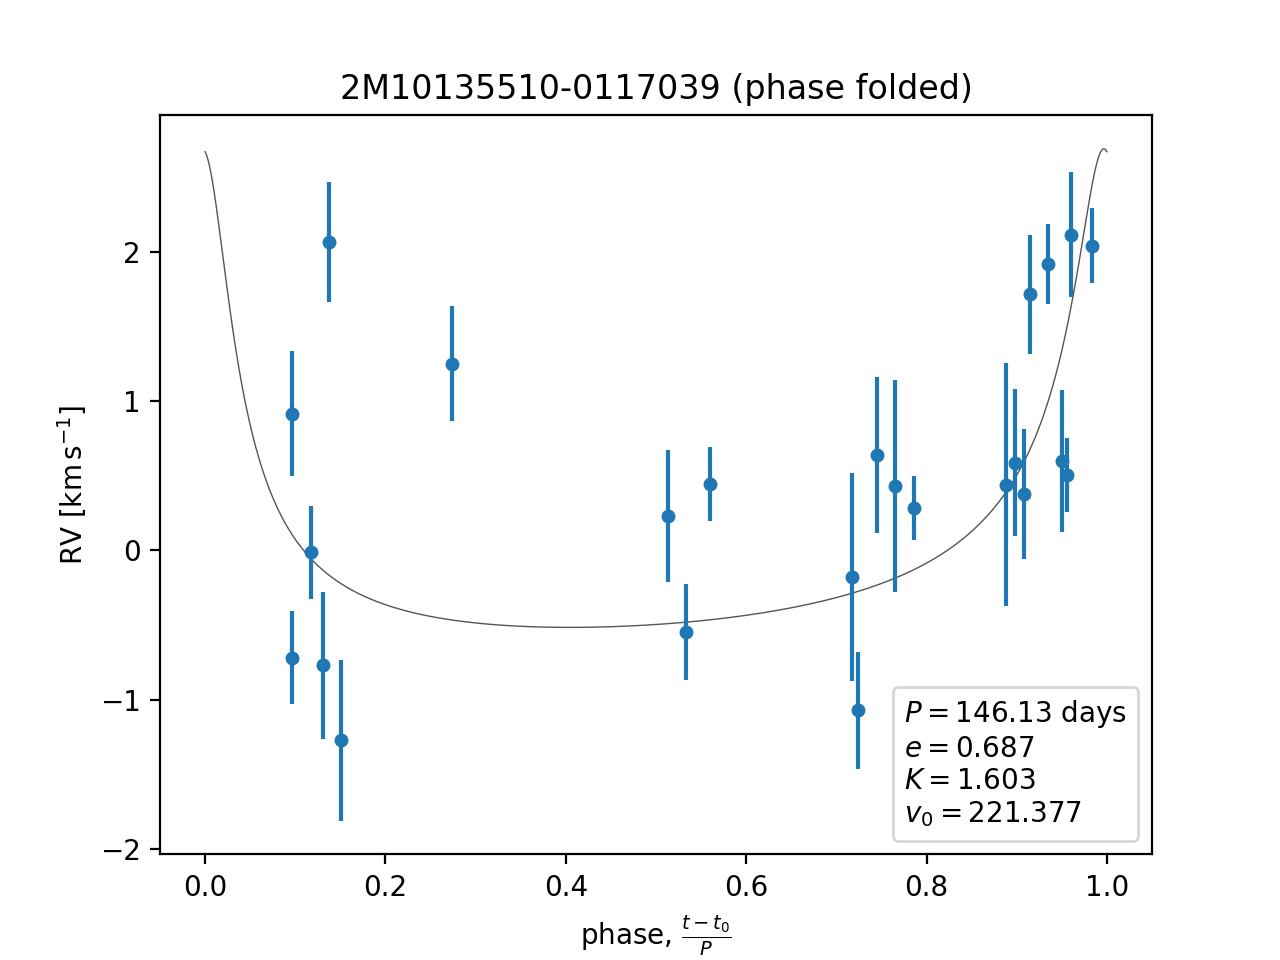 2M10135510-0117039 (phase folded)
RV [km s⁻¹]
2
1
0
−1
−2
P = 146.13 days
e = 0.687
K = 1.603
v₀ = 221.377
0.0 0.2 0.4 0.6 0.8 1.0
phase, (t − t₀)/P